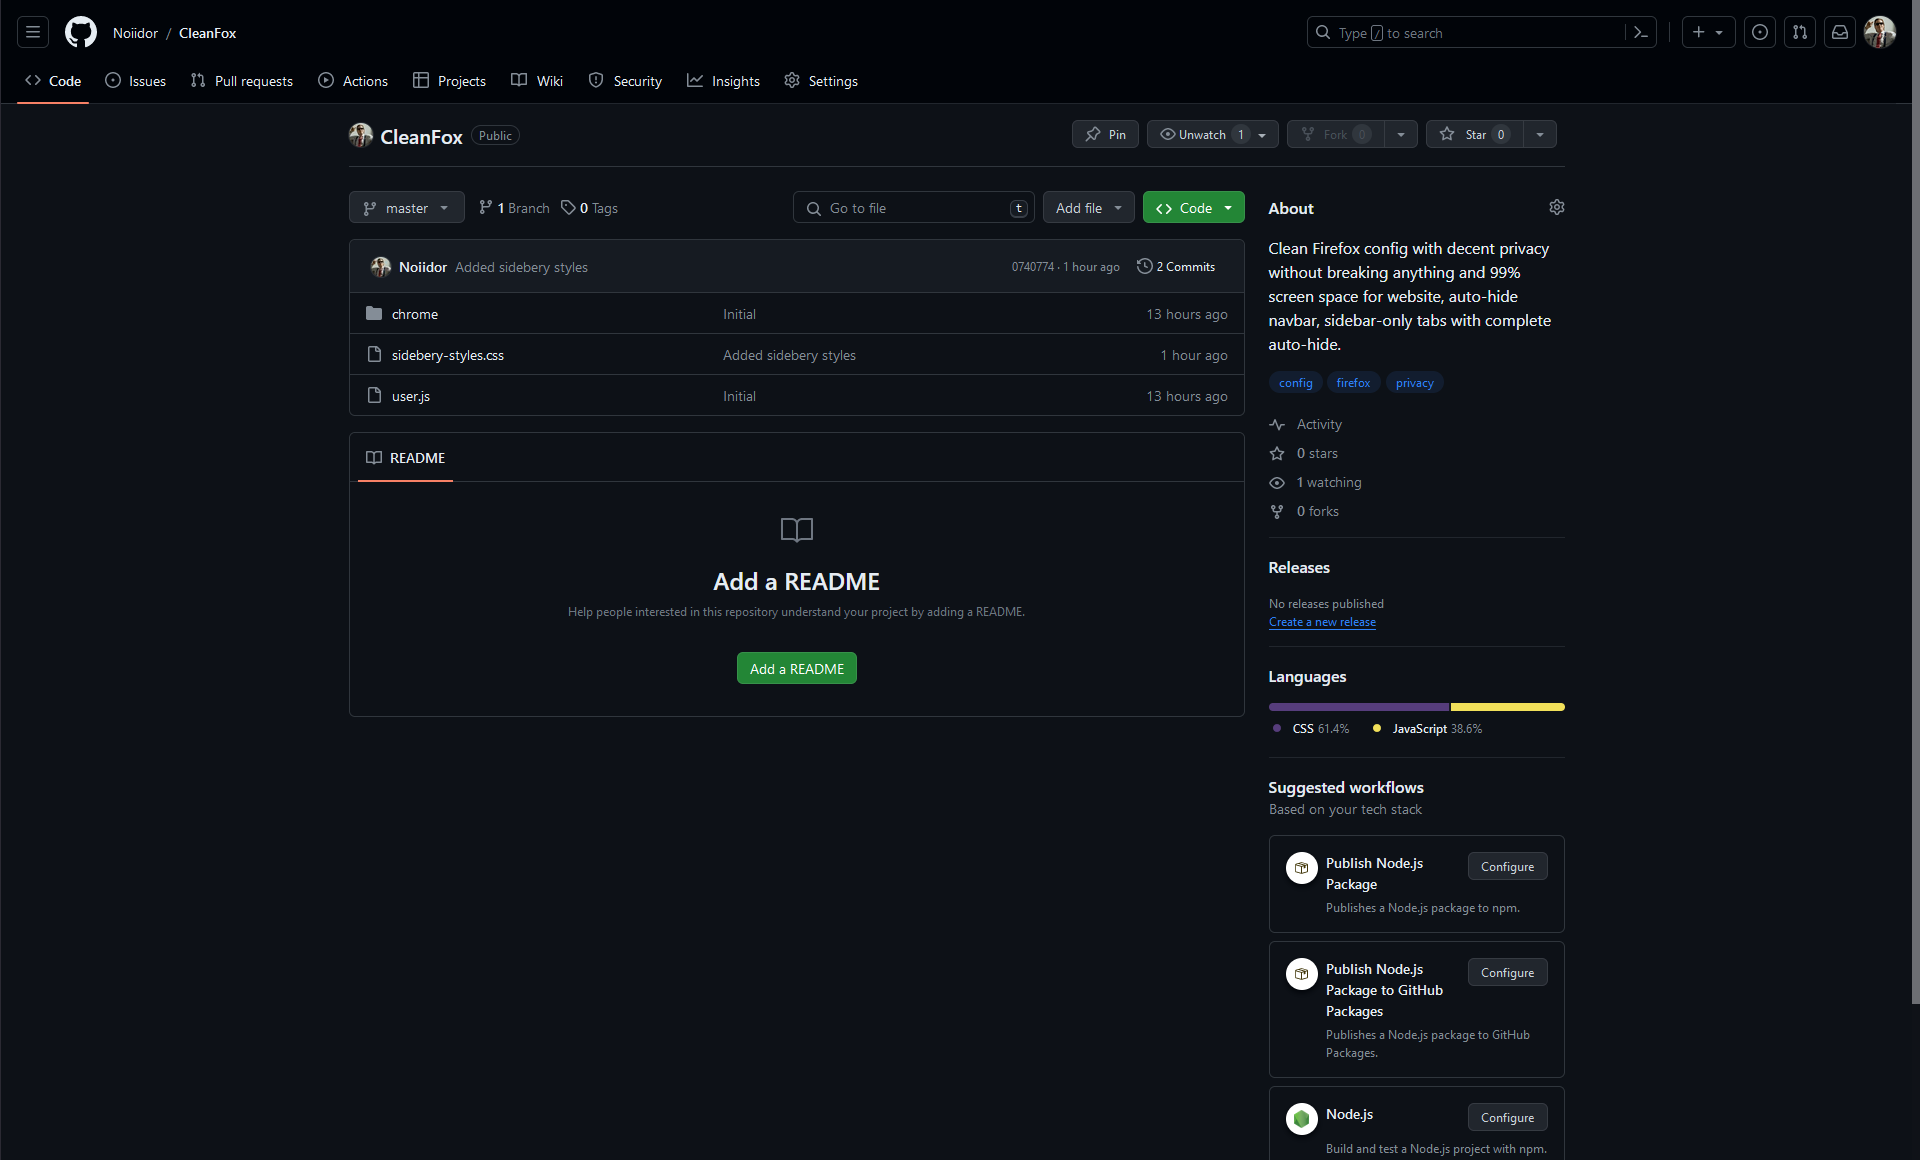 Noiidor / CleanFox
Type / to search
Code Issues Pull requests Actions Projects Wiki Security Insights Settings
CleanFox Public
Pin Unwatch 1 Fork 0 Star 0
master 1 Branch 0 Tags Go to file t Add file Code
Noiidor Added sidebery styles 0740774 · 1 hour ago 2 Commits
chrome Initial 13 hours ago
sidebery-styles.css Added sidebery styles 1 hour ago
user.js Initial 13 hours ago
README
Add a README
Help people interested in this repository understand your project by adding a README.
Add a README
About
Clean Firefox config with decent privacy
without breaking anything and 99%
screen space for website, auto-hide
navbar, sidebar-only tabs with complete
auto-hide.
config firefox privacy
Activity
0 stars
1 watching
0 forks
Releases
No releases published
Create a new release
Languages
CSS 61.4% JavaScript 38.6%
Suggested workflows
Based on your tech stack
Publish Node.js
Package
Configure
Publishes a Node.js package to npm.
Publish Node.js
Package to GitHub
Packages
Configure
Publishes a Node.js package to GitHub
Packages.
Node.js
Configure
Build and test a Node.js project with npm.